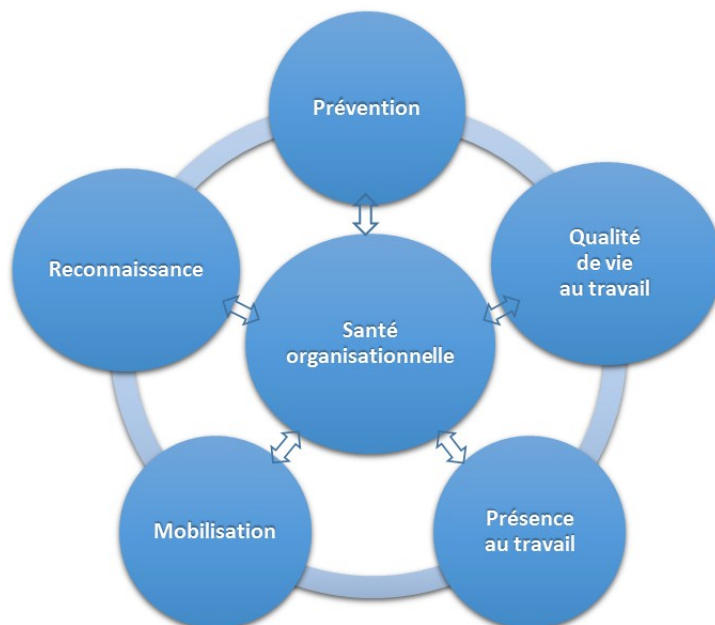 Prévention
Qualité
de vie
au travail
Reconnaissance
Santé
organisationnelle
Mobilisation
Présence
au travail